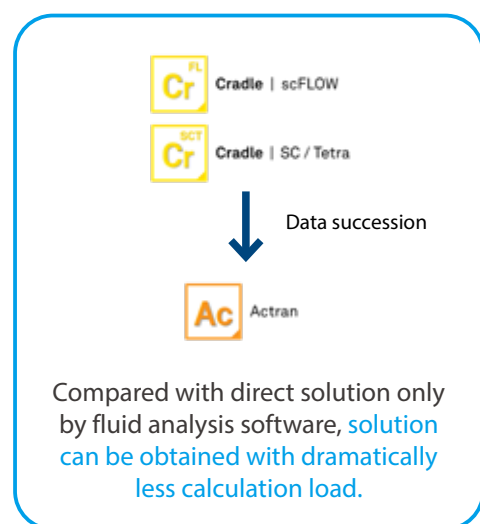 FL
Cr
Cradle | scFLOW
SCT
Cr
Cradle | SC / Tetra
Data succession
Ac
Actran
Compared with direct solution only
by fluid analysis software, solution
can be obtained with dramatically
less calculation load.